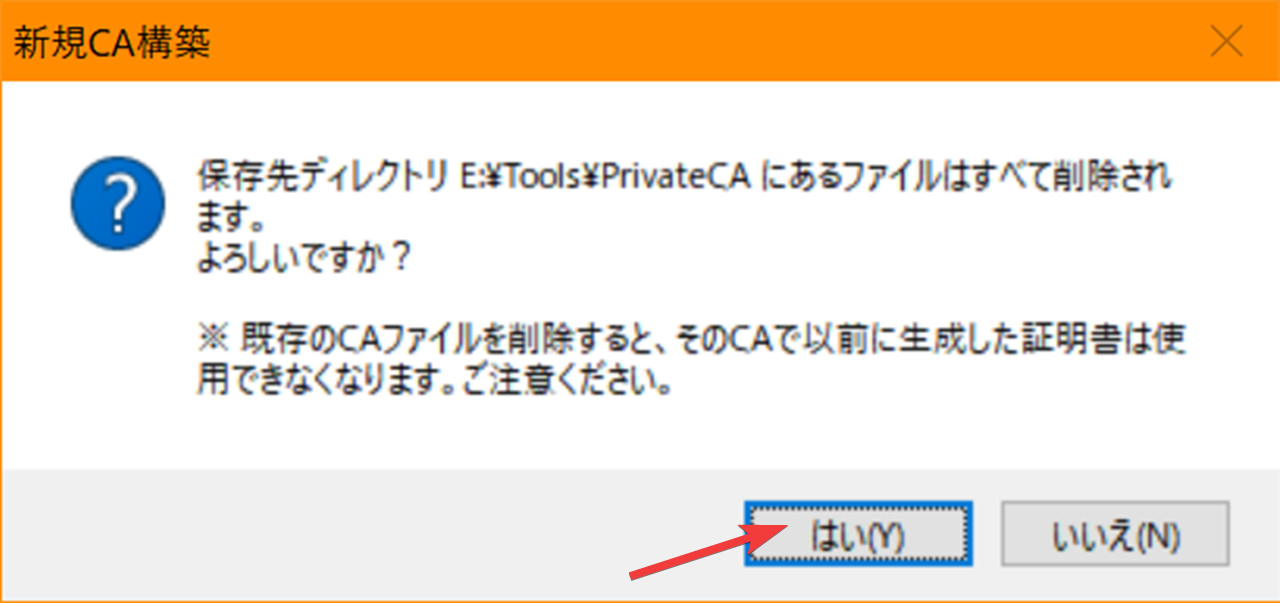 新規CA構築
保存先ディレクトリ E:¥Tools¥PrivateCA にあるファイルはすべて削除され
ます。
よろしいですか？
※ 既存のCAファイルを削除すると、そのCAで以前に生成した証明書は使
用できなくなります。ご注意ください。
はい(Y)
いいえ(N)